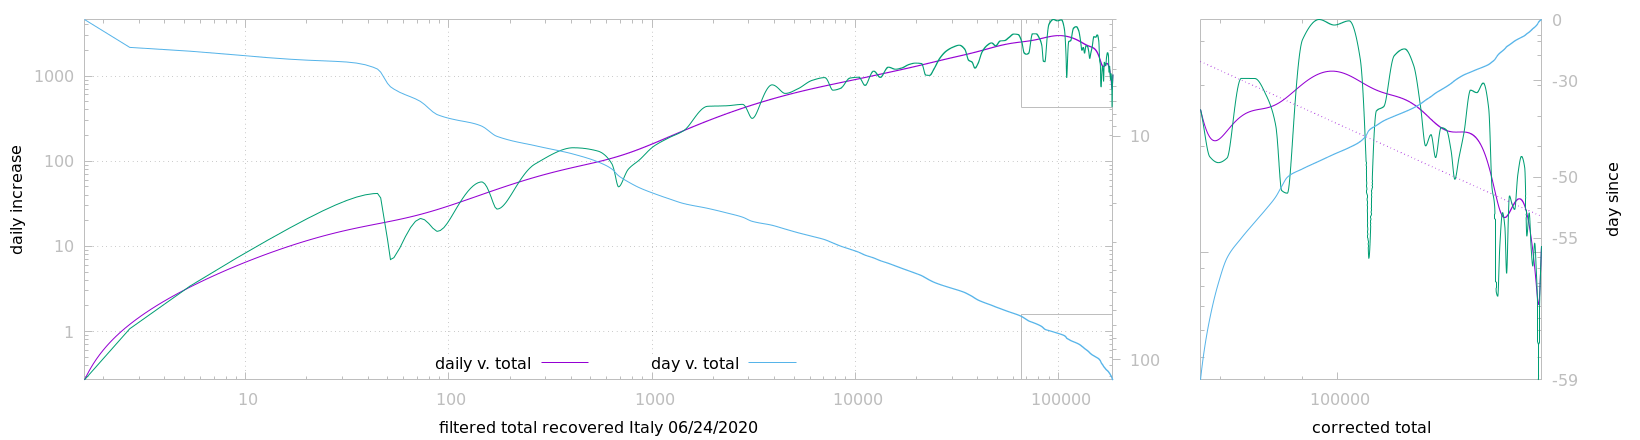 daily increase
1000
100
10
1
10
100
1000
10000
100000
10
100
daily v. total
day v. total
filtered total recovered Italy 06/24/2020
0
-30
-50
-55
-59
day since
100000
corrected total